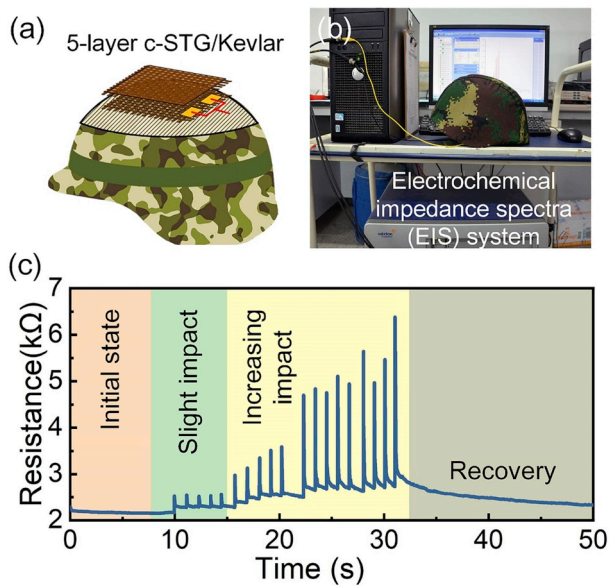 (a)
5-layer c-STG/Kevlar
(b)
Electrochemical
impedance spectra
(EIS) system
(c)
Resistance(kΩ)
7
6
5
4
3
2
Initial state
Slight impact
Increasing
impact
Recovery
0
10
20
30
40
50
Time (s)